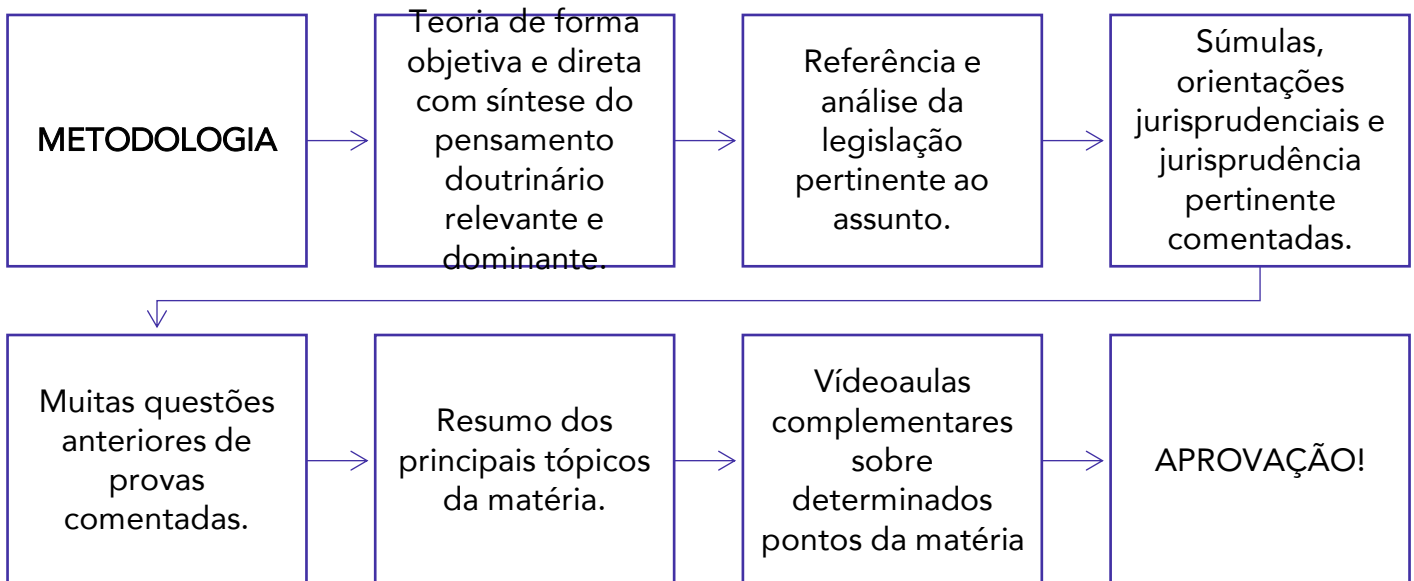 METODOLOGIA
Teoria de forma
objetiva e direta
com síntese do
pensamento
doutrinário
relevante e
dominante.
Referência e
análise da
legislação
pertinente ao
assunto.
Súmulas,
orientações
jurisprudenciais e
jurisprudência
pertinente
comentadas.
Muitas questões
anteriores de
provas
comentadas.
Resumo dos
principais tópicos
da matéria.
Vídeoaulas
complementares
sobre
determinados
pontos da matéria
APROVAÇÃO!